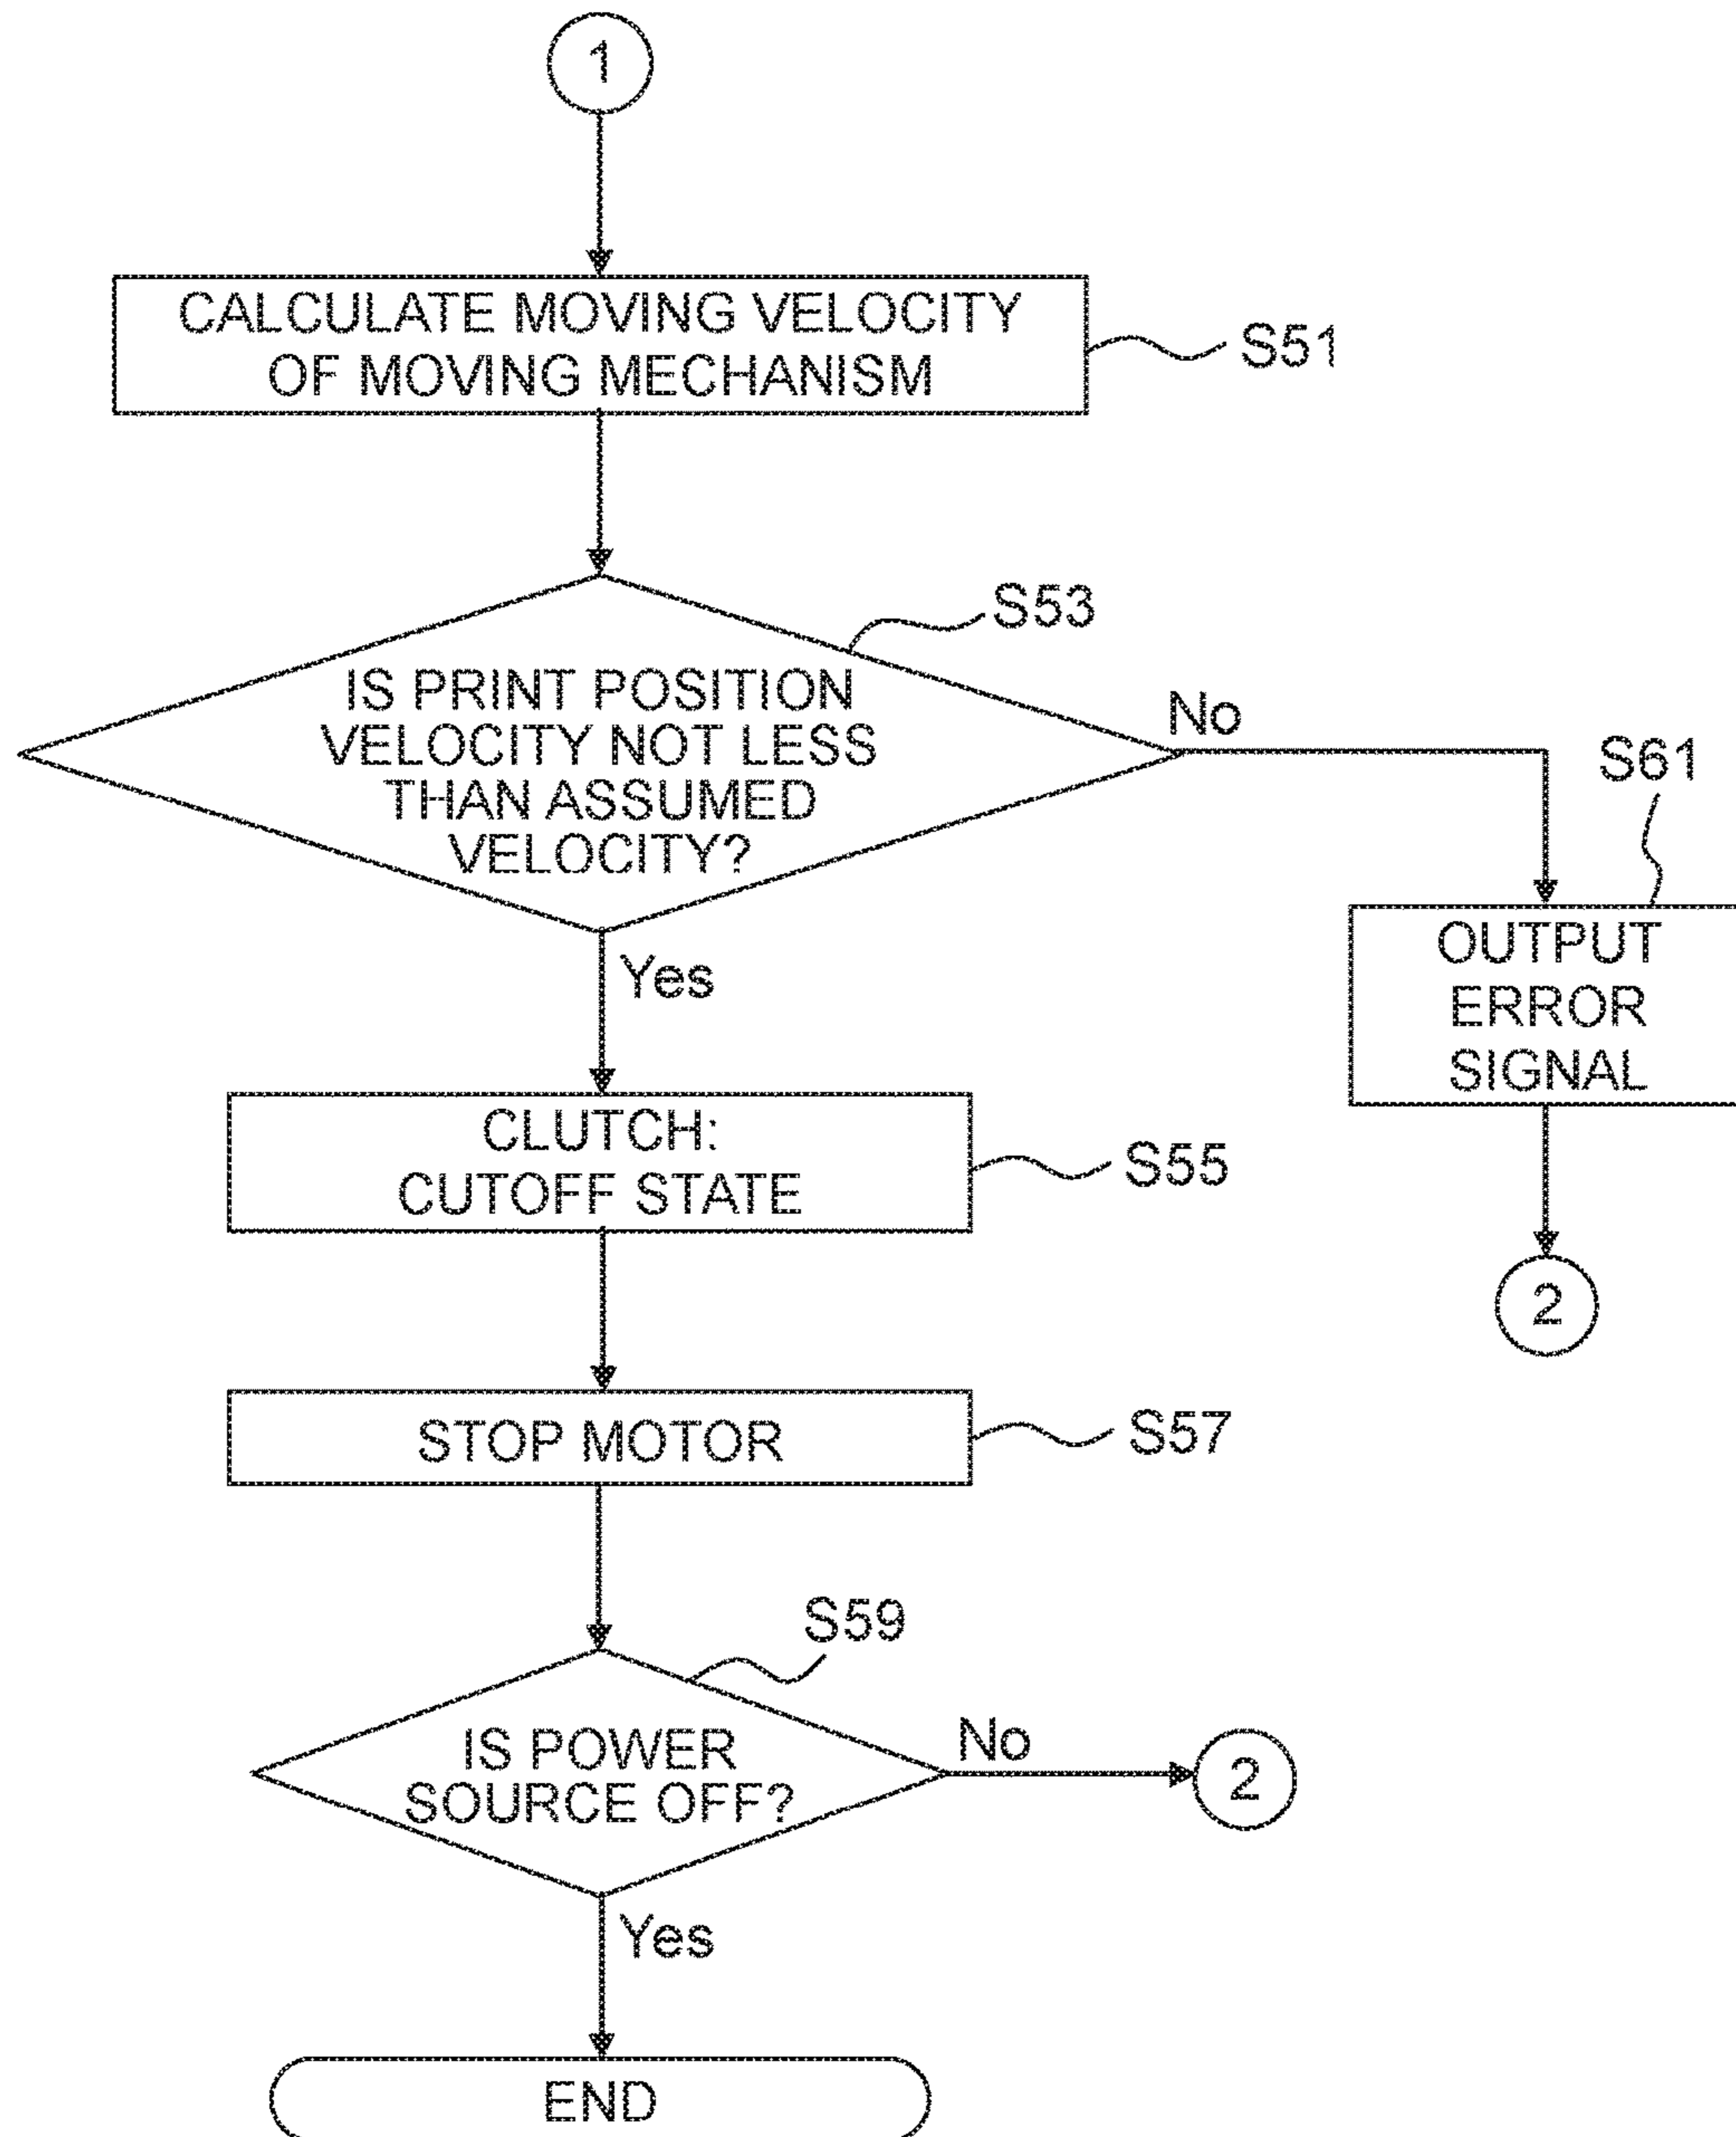 1
CALCULATE MOVING VELOCITY
OF MOVING MECHANISM
S51
S53
IS PRINT POSITION
VELOCITY NOT LESS
THAN ASSUMED
VELOCITY?
No
S61
Yes
OUTPUT
ERROR
SIGNAL
CLUTCH:
CUTOFF STATE
S55
2
STOP MOTOR
S57
S59
IS POWER
SOURCE OFF?
No
2
Yes
END